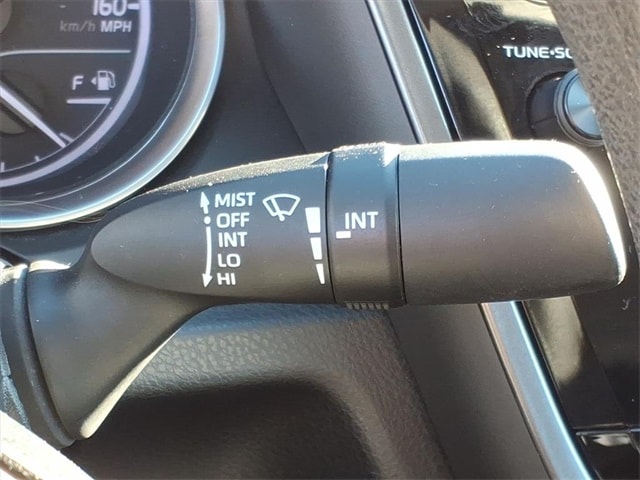 160
km/h MPH
F
TUNE•SC
MIST
OFF
INT
LO
HI
INT